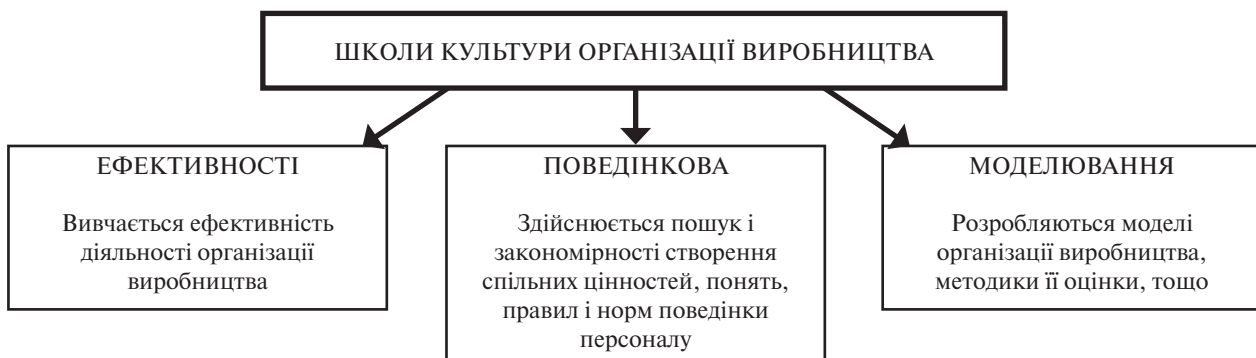 ШКОЛИ КУЛЬТУРИ ОРГАНІЗАЦІЇ ВИРОБНИЦТВА
ЕФЕКТИВНОСТІ
Вивчається ефективність
діяльності організації
виробництва
ПОВЕДІНКОВА
Здійснюється пошук і
закономірності створення
спільних цінностей, понять,
правил і норм поведінки
персоналу
МОДЕЛЮВАННЯ
Розробляються моделі
організації виробництва,
методики її оцінки, тощо